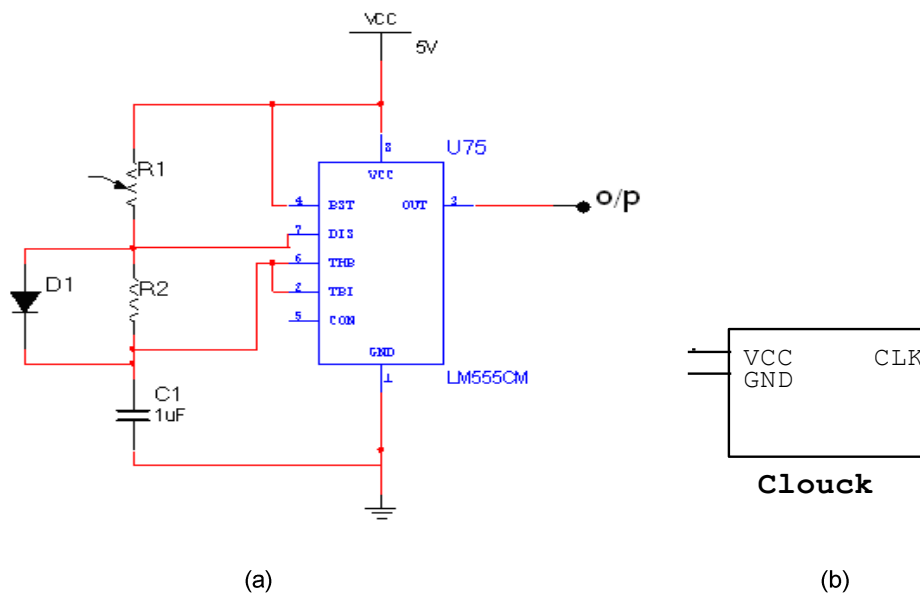 VCC
5V
R1
8
U75
VCC
4 RST OUT 3
o/p
7 DIS
6 THR
D1
R2
2 TRI
5 CON
GND
1
LM555CM
C1
1uF
VCC CLK
GND
Clouck
(a) (b)